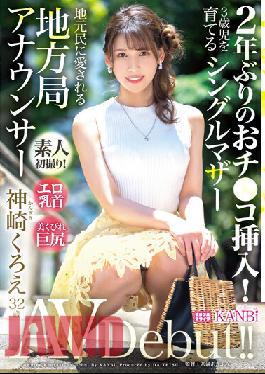 2年ぶりのおチ●コ挿入!
3歳児を育てる
シングルマザー
地元民に愛される
地方局
アナウンサー
素人
初撮り!
エロ
乳首
美くびれ
巨尻
神崎くろえ
32
KANBi
AV Debut!!